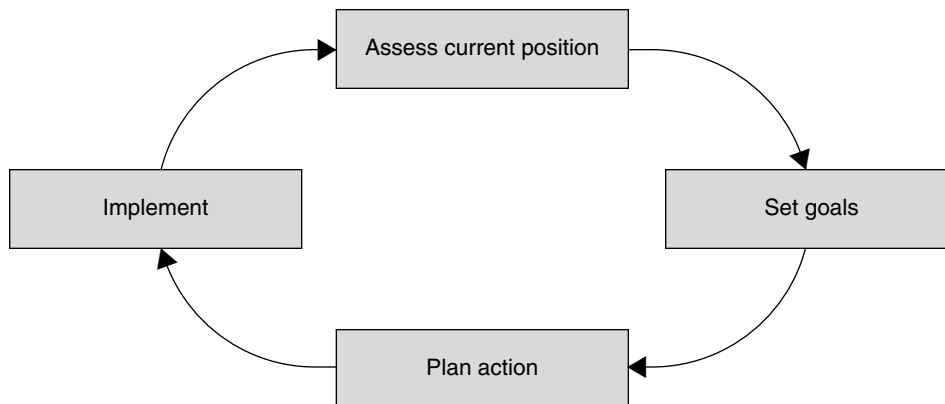 Assess current position
Implement
Set goals
Plan action